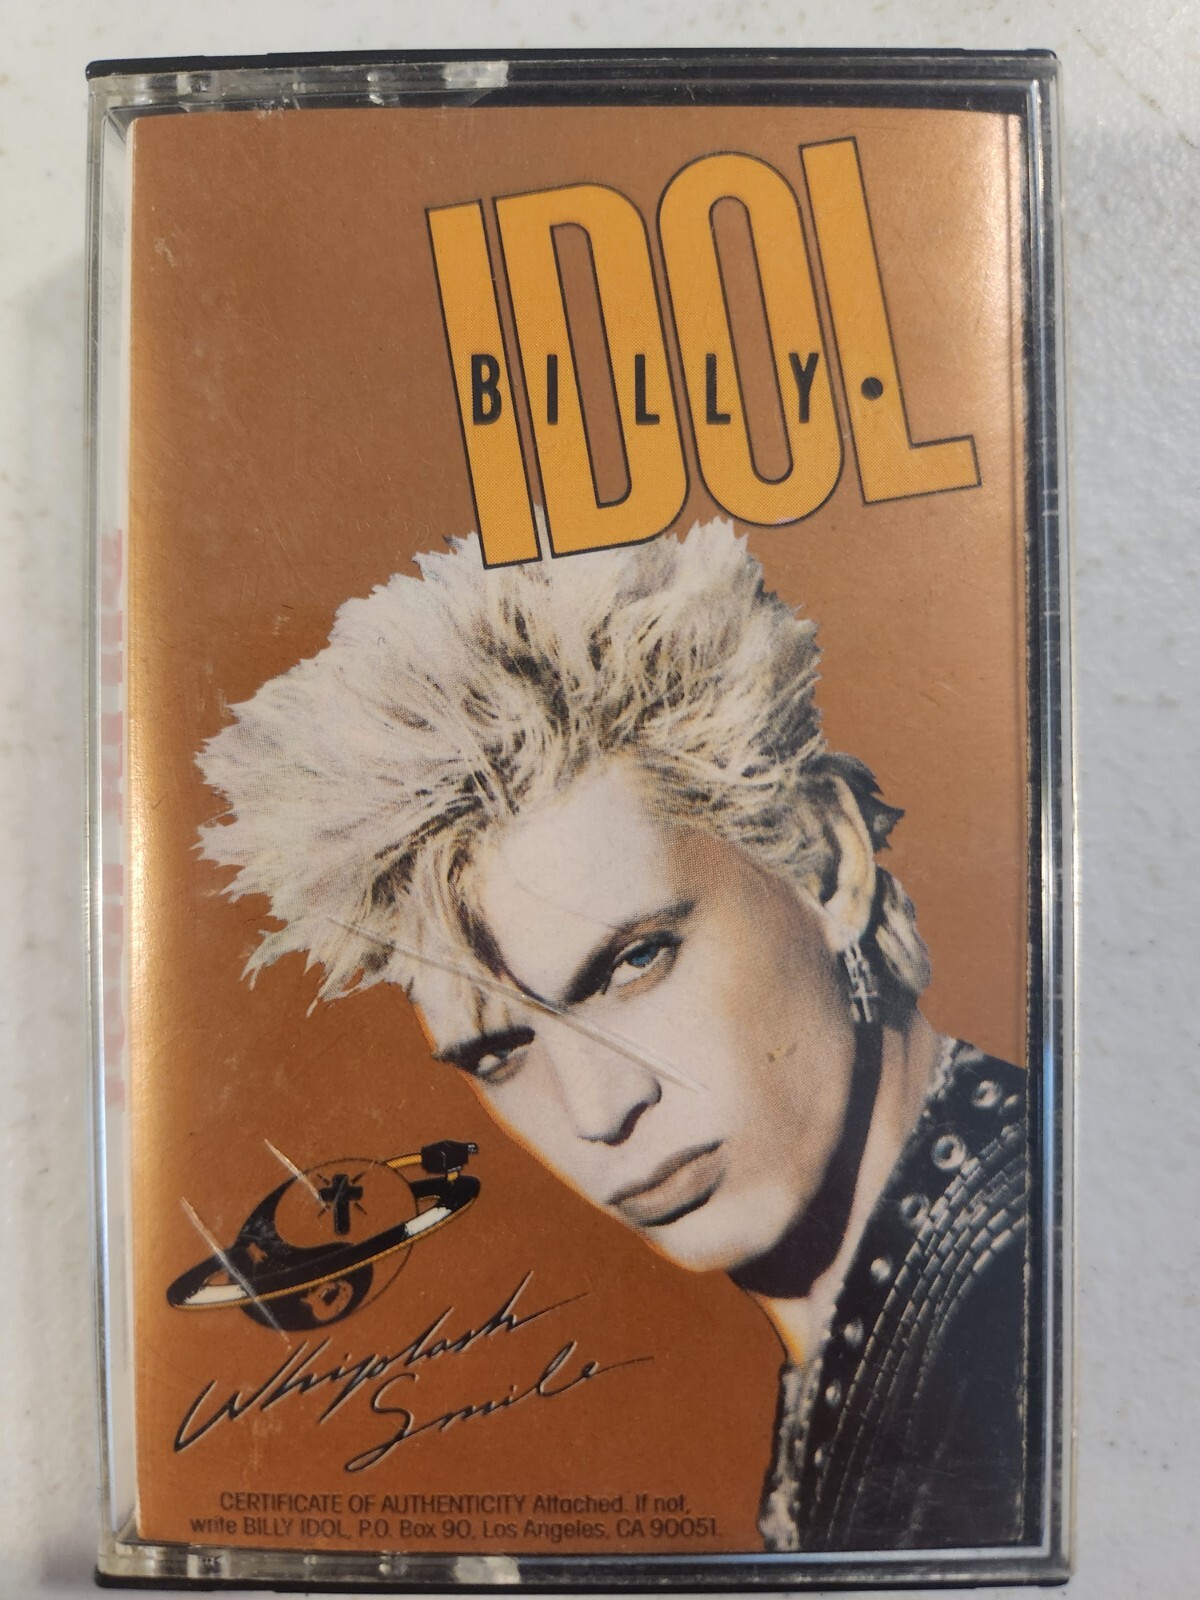 IDOL
BILLY.
Whiplash
Smile
CERTIFICATE OF AUTHENTICITY Attached. If not,
write BILLY IDOL, P.O. Box 90, Los Angeles, CA 90051.